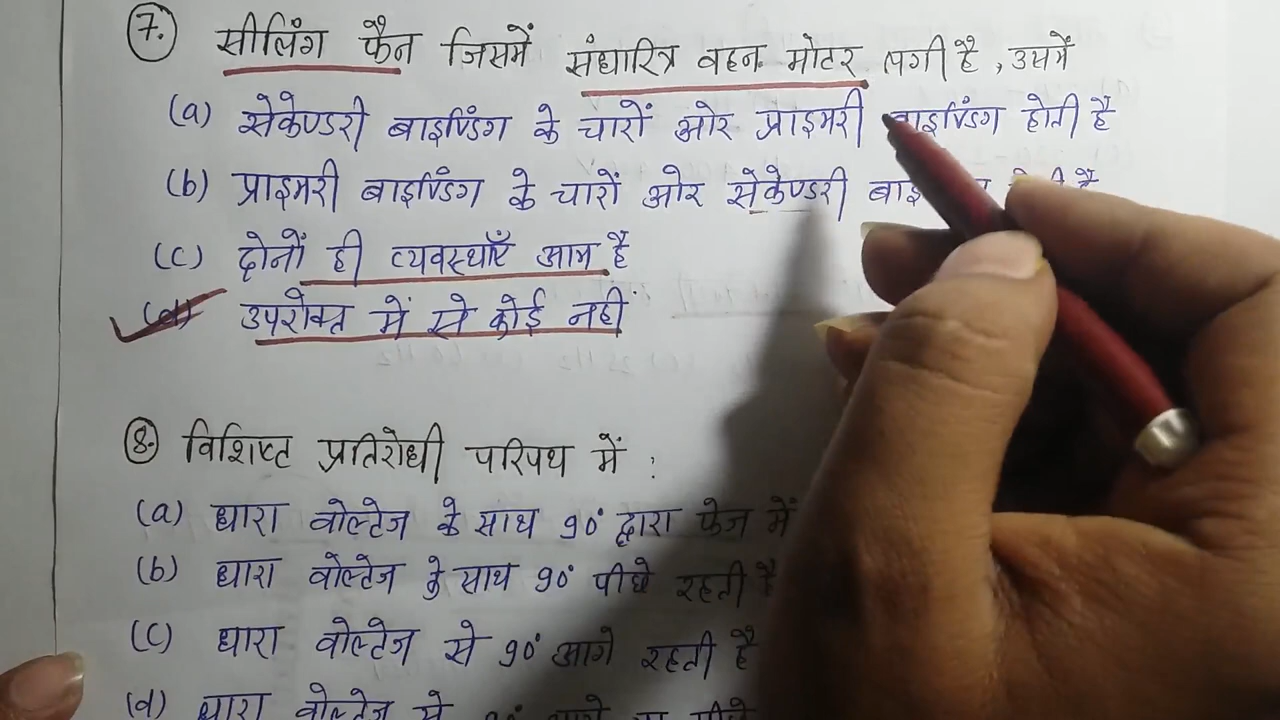 7. सीलिंग फैन जिसमें संधारित्र वहन मोटर लगी है, उसमें
(a) सेकेण्डरी वाइण्डिंग के चारों ओर प्राइमरी वाइण्डिंग होती है
(b) प्राइमरी वाइण्डिंग के चारों ओर सेकेण्डरी
(c) दोनों ही व्यवस्थाएँ आम है
(d) उपरोक्त में से कोई नहीं
8. विशिष्ट प्रतिरोधी परिपथ में :
(a) धारा वोल्टेज के साथ 90° द्वारा फेज में
(b) धारा वोल्टेज के साथ 90° पीछे रहती है
(c) धारा वोल्टेज से 90° आगे रहती है
(d) धारा वोल्टेज से 90°